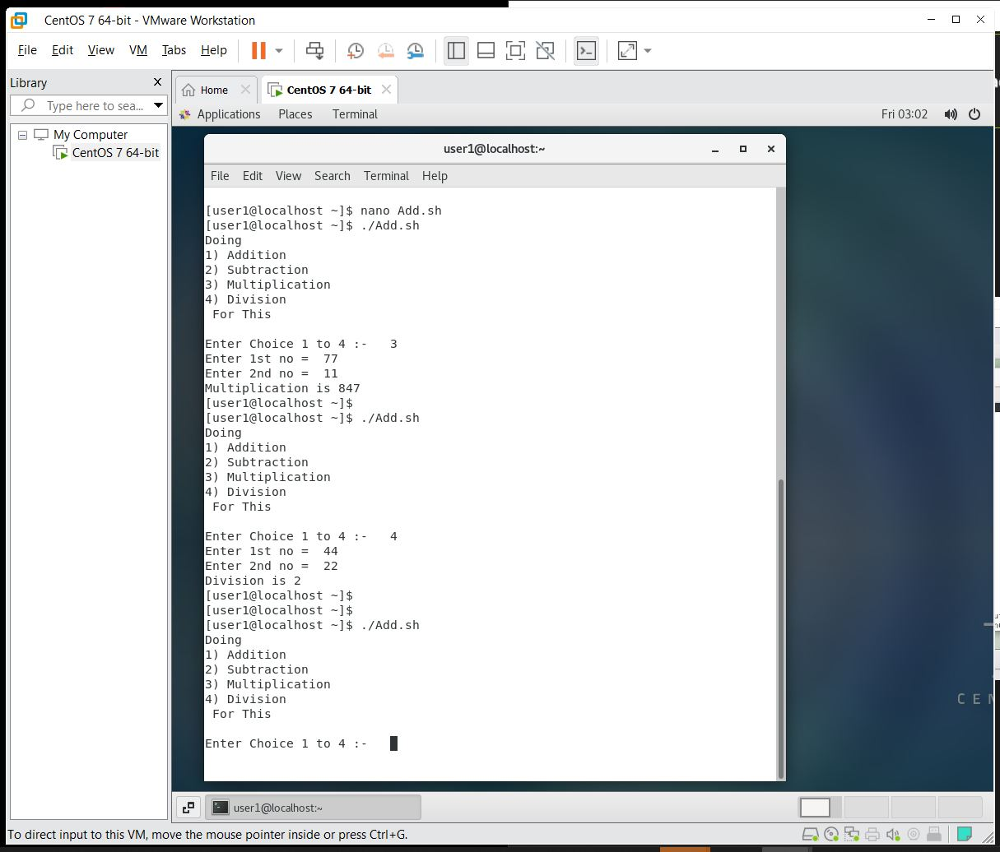 CentOS 7 64-bit - VMware Workstation
File Edit View VM Tabs Help
Library
Type here to sea...
My Computer
CentOS 7 64-bit
Home
CentOS 7 64-bit
Applications Places Terminal
Fri 03:02
user1@localhost:~
File Edit View Search Terminal Help
[user1@localhost ~]$ nano Add.sh
[user1@localhost ~]$ ./Add.sh
Doing
1) Addition
2) Subtraction
3) Multiplication
4) Division
 For This
Enter Choice 1 to 4 :-   3
Enter 1st no =  77
Enter 2nd no =  11
Multiplication is 847
[user1@localhost ~]$
[user1@localhost ~]$ ./Add.sh
Doing
1) Addition
2) Subtraction
3) Multiplication
4) Division
 For This
Enter Choice 1 to 4 :-   4
Enter 1st no =  44
Enter 2nd no =  22
Division is 2
[user1@localhost ~]$
[user1@localhost ~]$
[user1@localhost ~]$ ./Add.sh
Doing
1) Addition
2) Subtraction
3) Multiplication
4) Division
 For This
Enter Choice 1 to 4 :-
CEN
user1@localhost:~
To direct input to this VM, move the mouse pointer inside or press Ctrl+G.